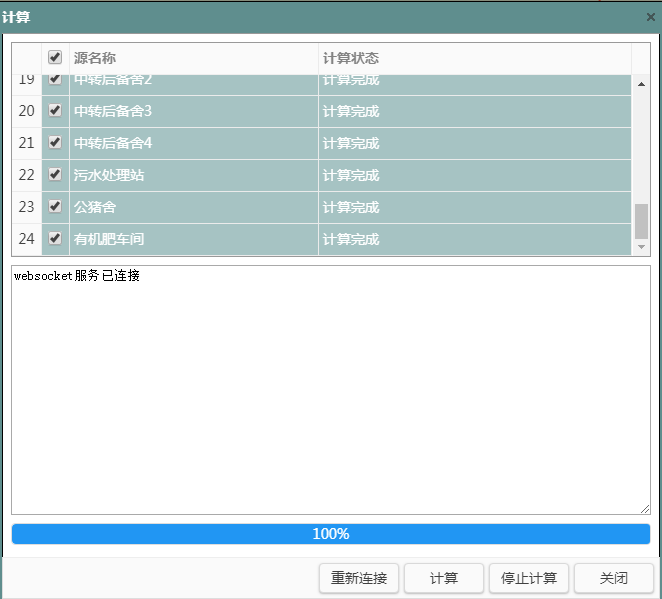 计算
源名称 计算状态
19 中转后备舍2 计算完成
20 中转后备舍3 计算完成
21 中转后备舍4 计算完成
22 污水处理站 计算完成
23 公猪舍 计算完成
24 有机肥车间 计算完成
websocket服务已连接
100%
重新连接 计算 停止计算 关闭